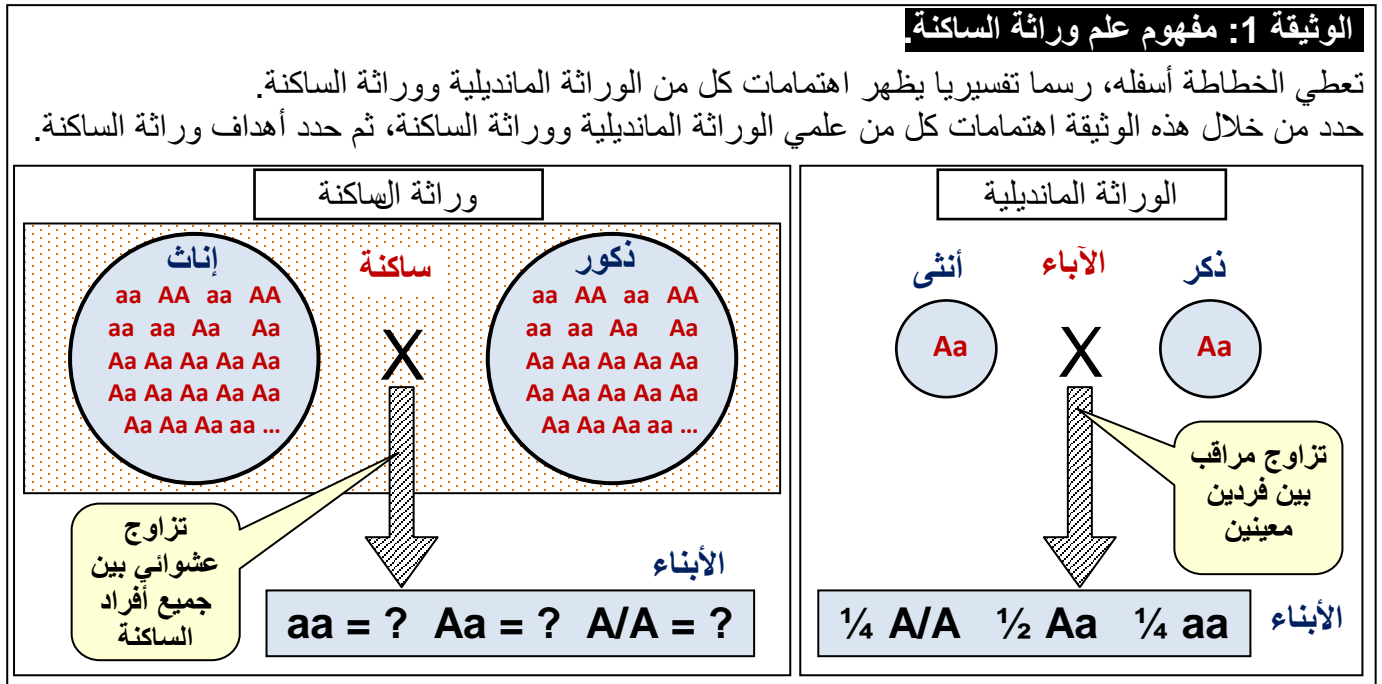 الوثيقة 1: مفهوم علم وراثة الساكنة.
تعطي الخطاطة أسفله، رسما تفسيريا يظهر اهتمامات كل من الوراثة المانديلية ووراثة الساكنة.
حدد من خلال هذه الوثيقة اهتمامات كل من علمي الوراثة المانديلية ووراثة الساكنة، ثم حدد أهداف وراثة الساكنة.
الوراثة المانديلية
ذكر
الآباء
أنثى
Aa
X
Aa
تزاوج مراقب
بين فردين
معينين
الأبناء
¼ A/A ½ Aa ¼ aa
وراثة الساكنة
ذكور
ساكنة
إناث
aa AA aa AA
aa aa Aa Aa
Aa Aa Aa Aa Aa
Aa Aa Aa Aa Aa
Aa Aa Aa aa ...
X
aa AA aa AA
aa aa Aa Aa
Aa Aa Aa Aa Aa
Aa Aa Aa Aa Aa
Aa Aa Aa aa ...
تزاوج
عشوائي بين
جميع أفراد
الساكنة
الأبناء
aa = ? Aa = ? A/A = ?